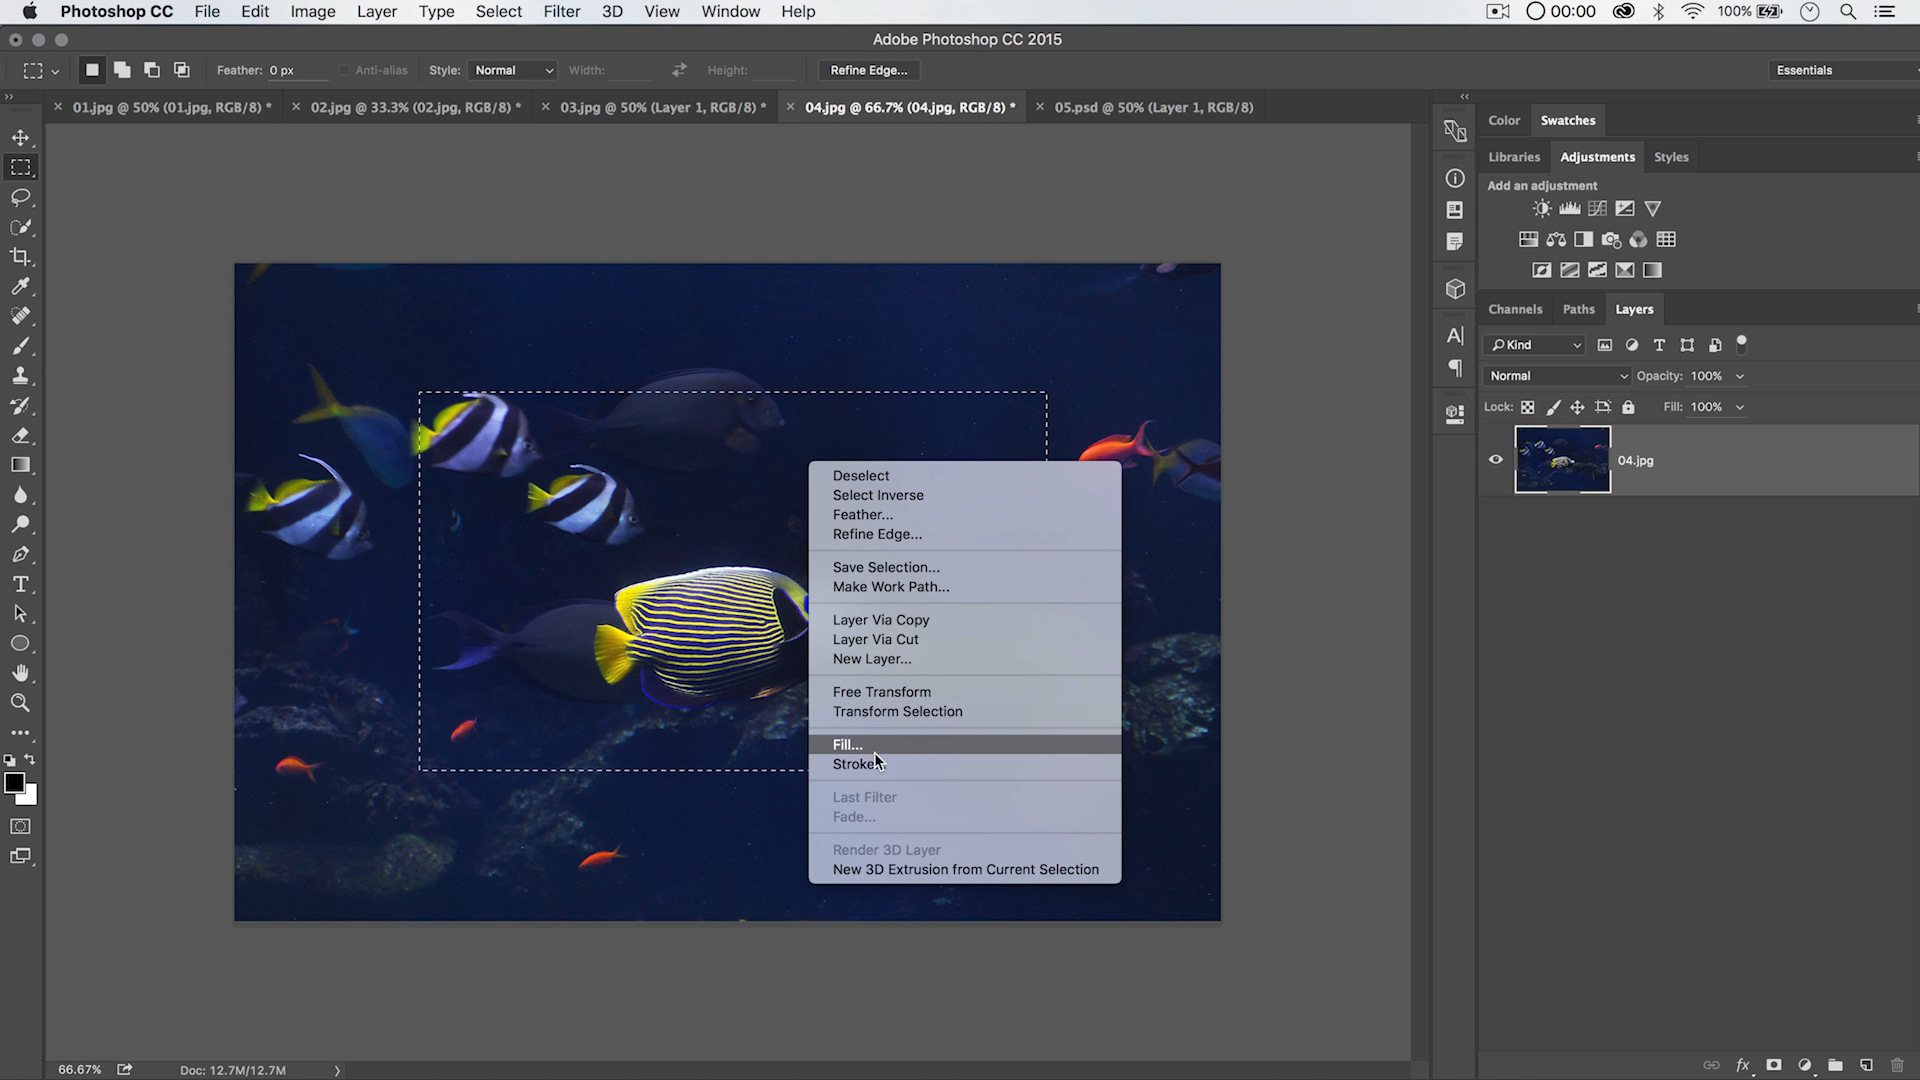 Photoshop CC File Edit Image Layer Type Select Filter 3D View Window Help 00:00 100%
Adobe Photoshop CC 2015
Feather: 0 px Anti-alias Style: Normal Width: Height: Refine Edge... Essentials
01.jpg @ 50% (01.jpg, RGB/8) * 02.jpg @ 33.3% (02.jpg, RGB/8) * 03.jpg @ 50% (Layer 1, RGB/8) * 04.jpg @ 66.7% (04.jpg, RGB/8) * 05.psd @ 50% (Layer 1, RGB/8)
Color Swatches
Libraries Adjustments Styles
Add an adjustment
Channels Paths Layers
Kind
Normal Opacity: 100%
Lock: Fill: 100%
04.jpg
Deselect
Select Inverse
Feather...
Refine Edge...
Save Selection...
Make Work Path...
Layer Via Copy
Layer Via Cut
New Layer...
Free Transform
Transform Selection
Fill...
Stroke...
Last Filter
Fade...
Render 3D Layer
New 3D Extrusion from Current Selection
66.67% Doc: 12.7M/12.7M